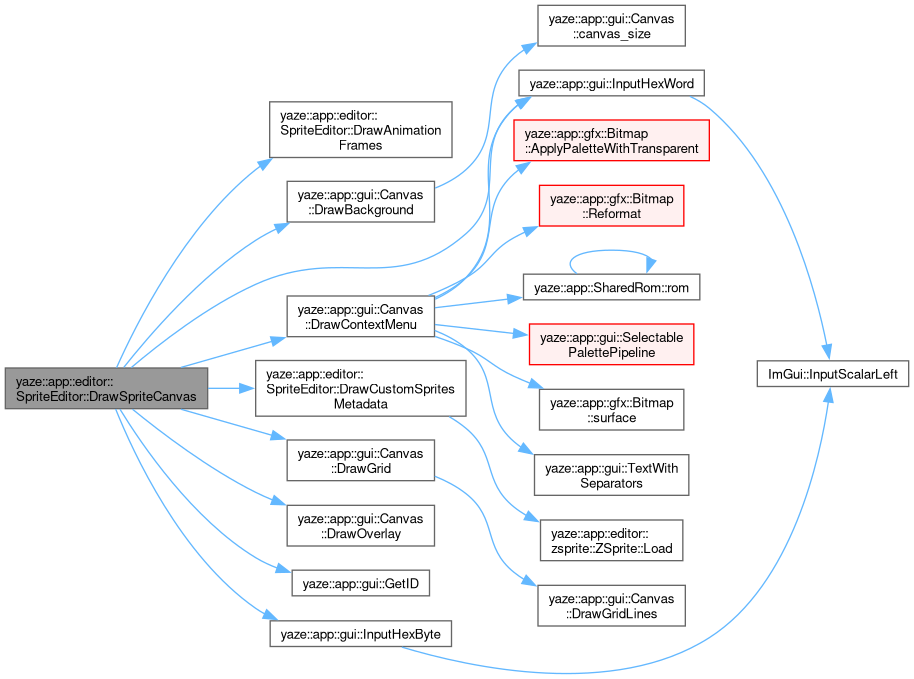 yaze::app::editor::
SpriteEditor::DrawSpriteCanvas
yaze::app::editor::
SpriteEditor::DrawAnimation
Frames
yaze::app::gui::Canvas
::DrawBackground
yaze::app::gui::Canvas
::DrawContextMenu
yaze::app::editor::
SpriteEditor::DrawCustomSprites
Metadata
yaze::app::gui::Canvas
::DrawGrid
yaze::app::gui::Canvas
::DrawOverlay
yaze::app::gui::GetID
yaze::app::gui::InputHexByte
yaze::app::gui::Canvas
::canvas_size
yaze::app::gui::InputHexWord
yaze::app::gfx::Bitmap
::ApplyPaletteWithTransparent
yaze::app::gfx::Bitmap
::Reformat
yaze::app::SharedRom::rom
yaze::app::gui::Selectable
PalettePipeline
yaze::app::gfx::Bitmap
::surface
yaze::app::gui::TextWith
Separators
yaze::app::editor::
zsprite::ZSprite::Load
yaze::app::gui::Canvas
::DrawGridLines
ImGui::InputScalarLeft